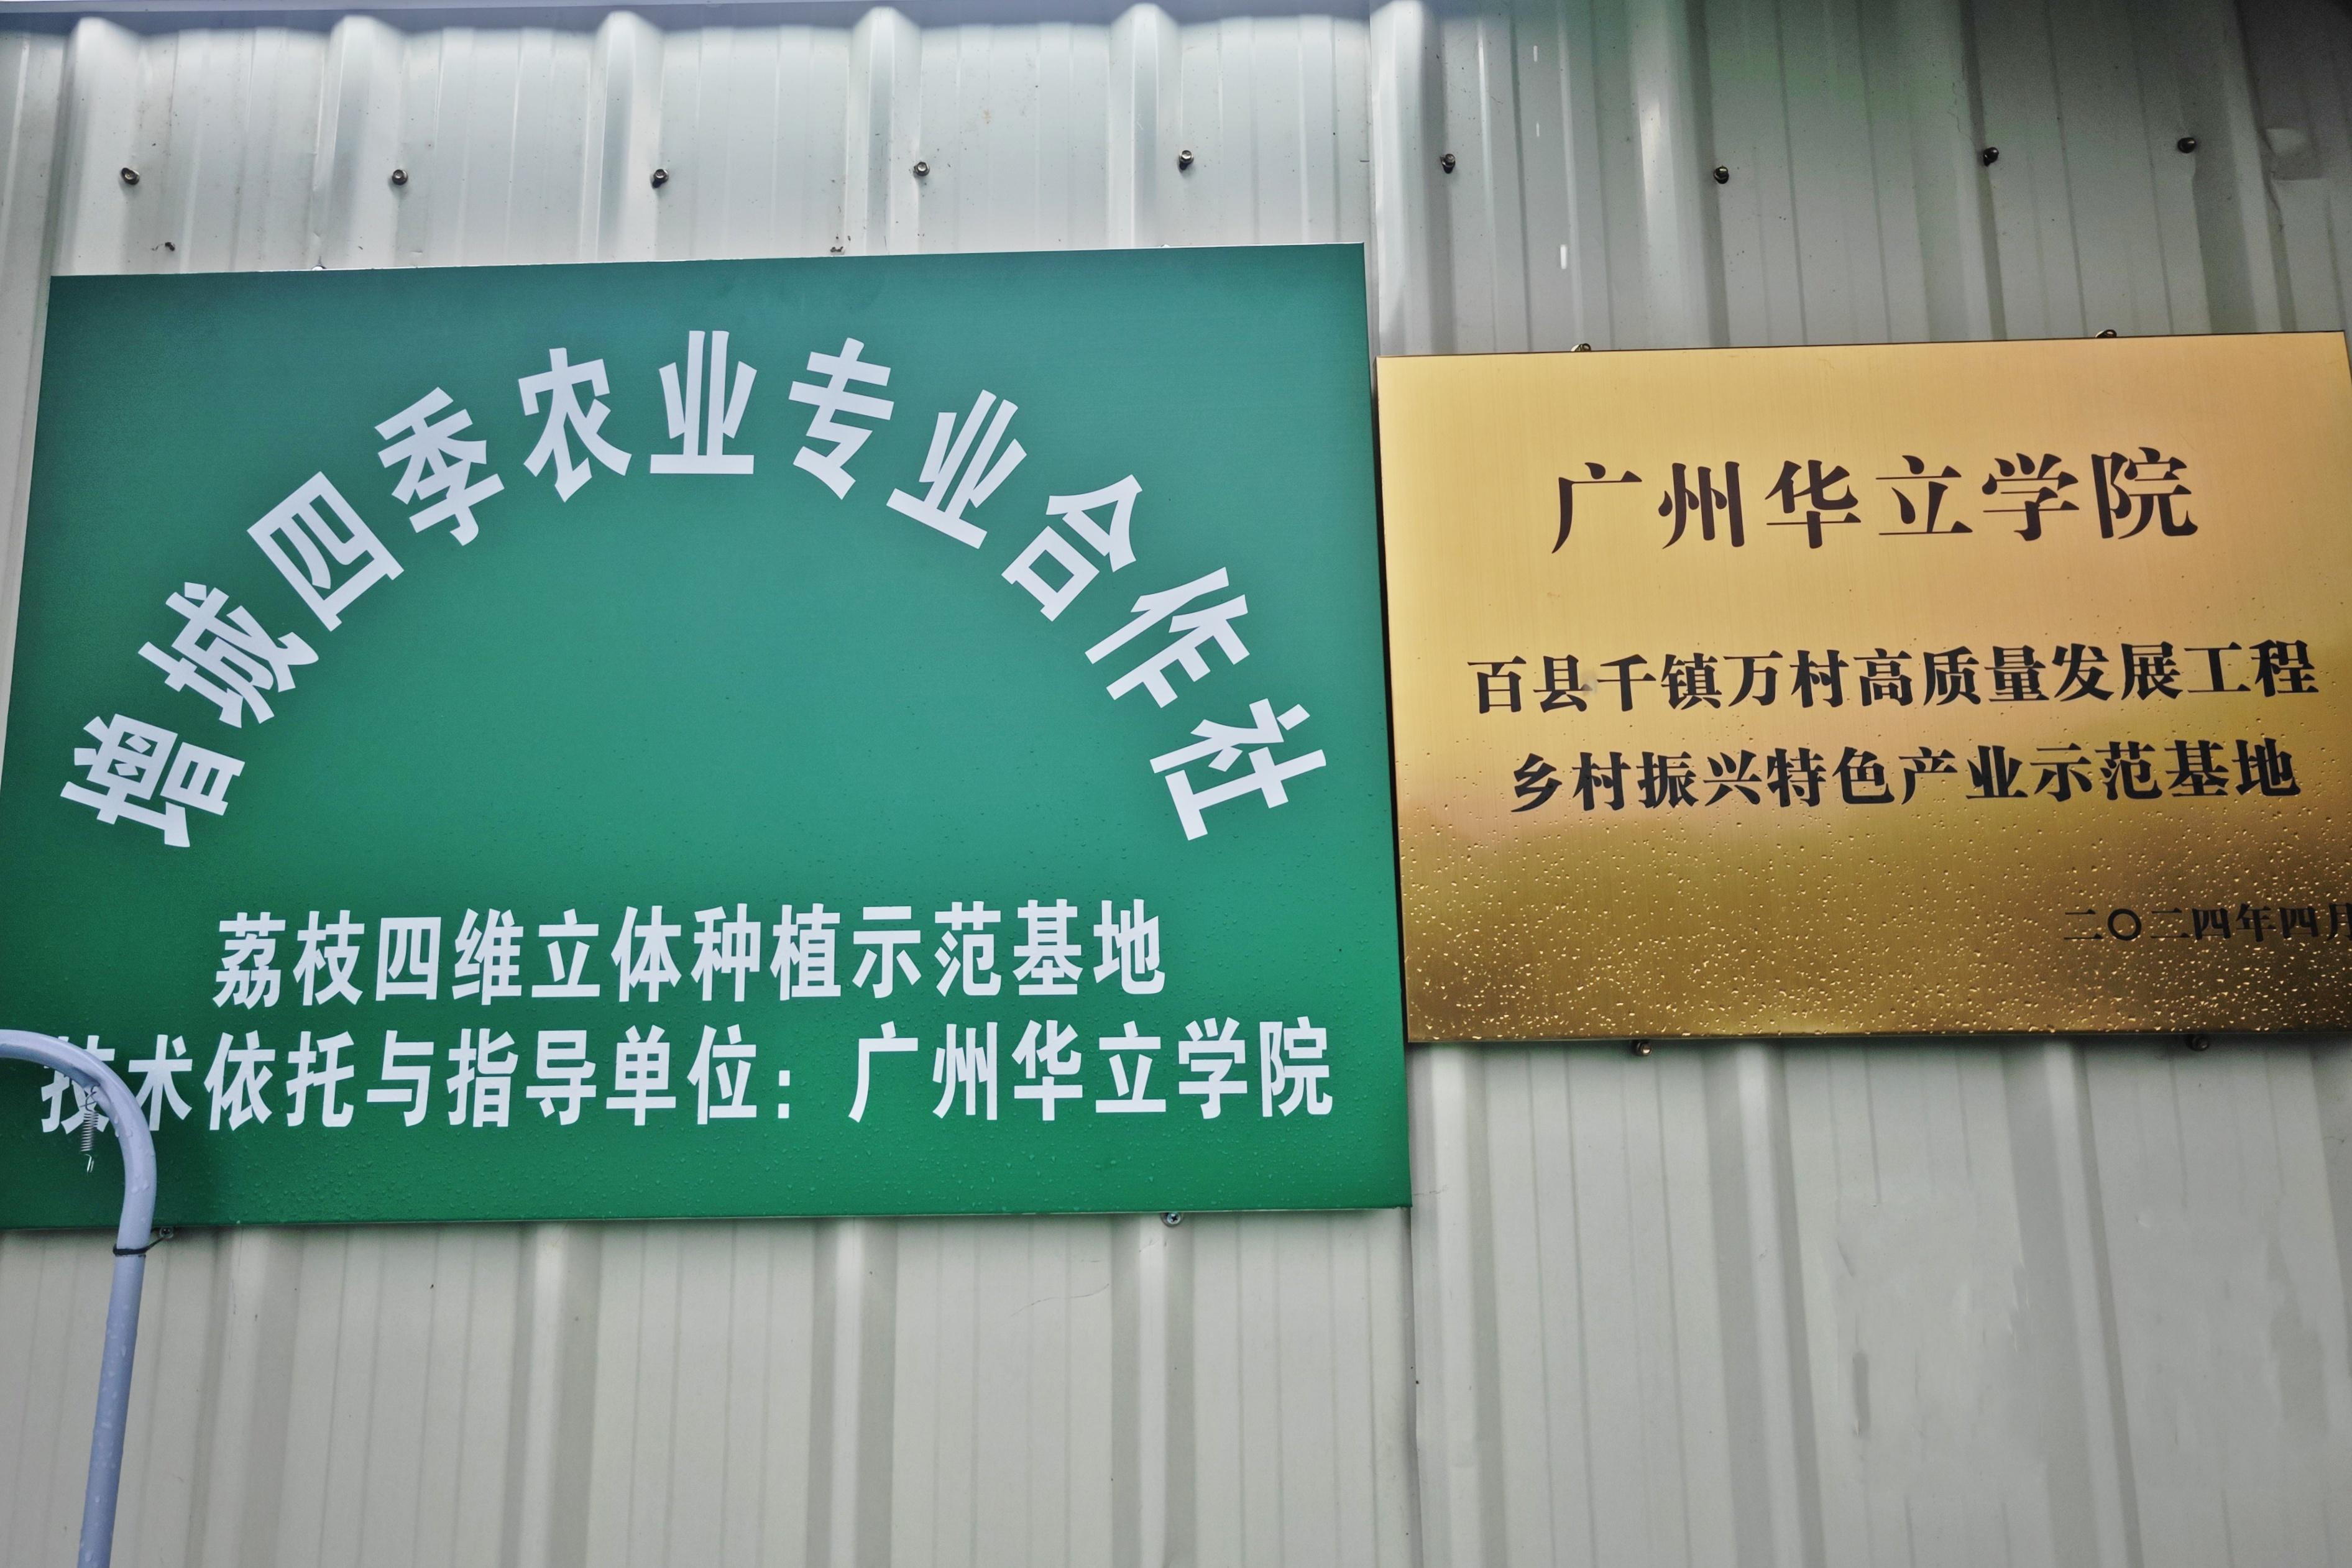 增城四季农业专业合作社
荔枝四维立体种植示范基地
技术依托与指导单位：广州华立学院
广州华立学院
百县千镇万村高质量发展工程
乡村振兴特色产业示范基地
二〇二四年四月